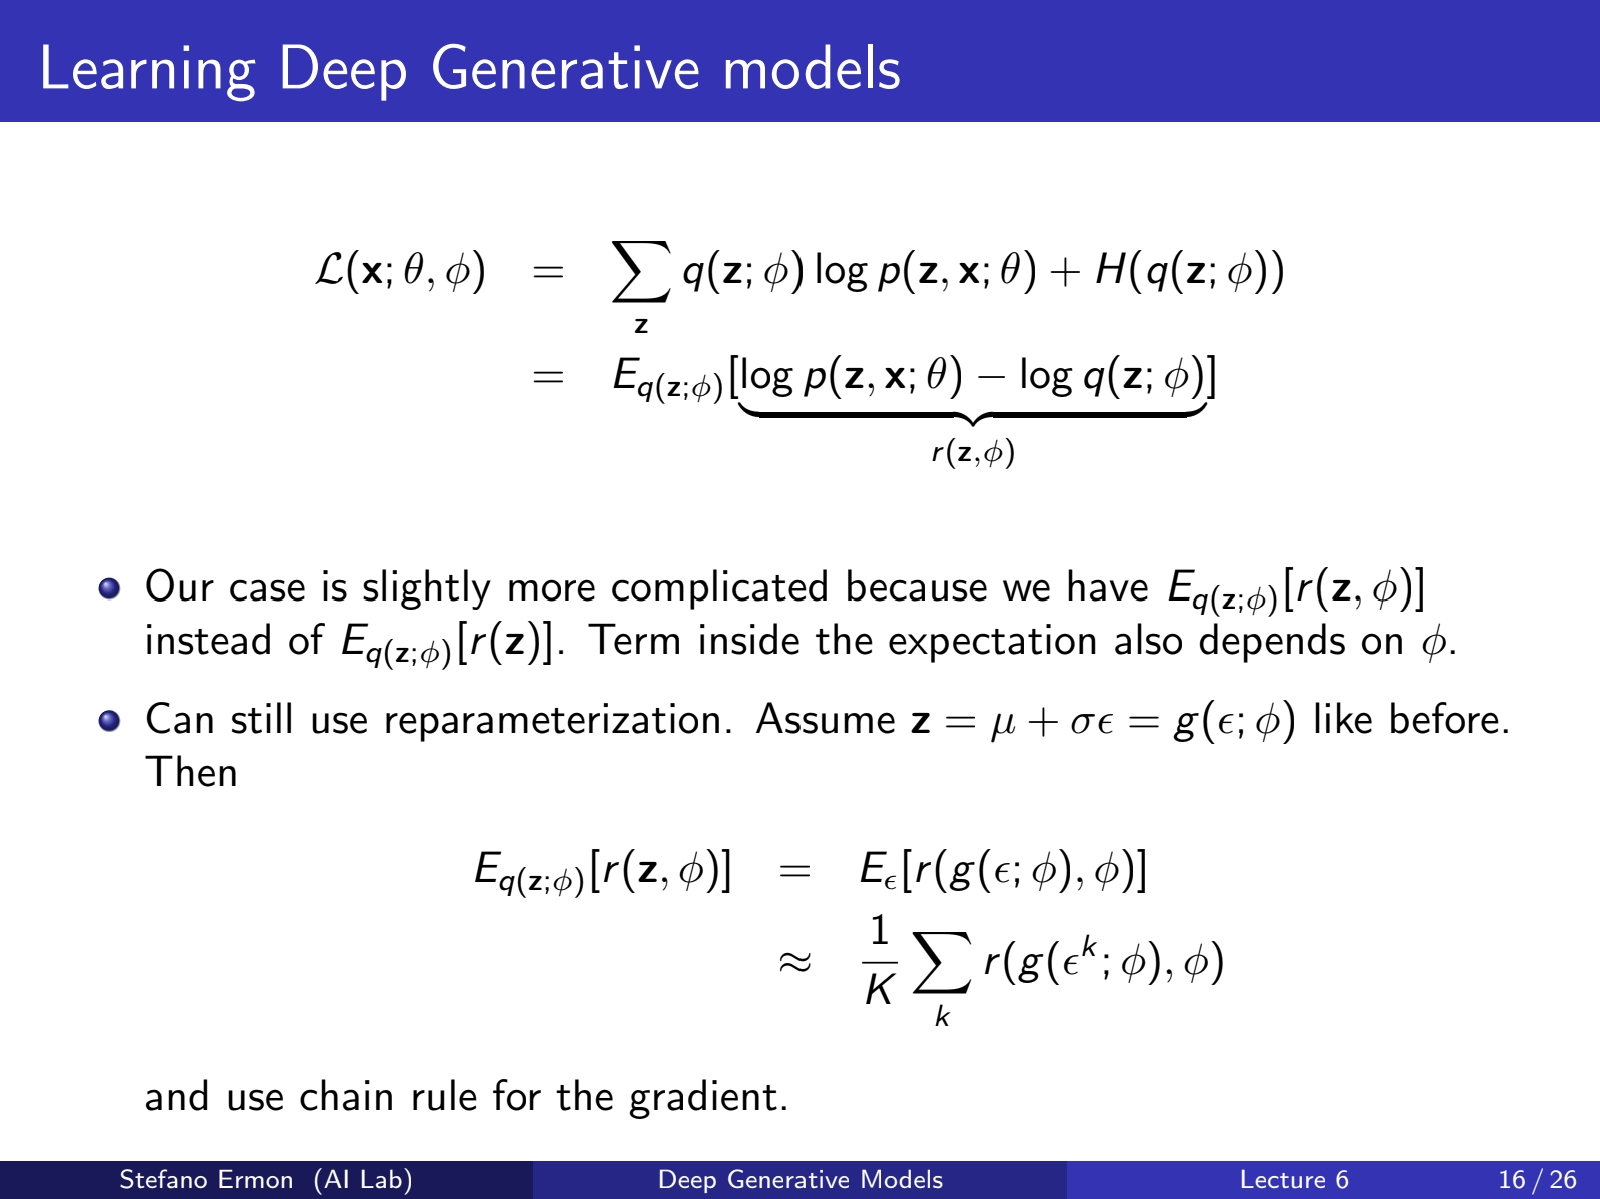 Learning Deep Generative models
ℒ(x; θ, ϕ) = ∑_z q(z; ϕ) log p(z, x; θ) + H(q(z; ϕ))
= E_{q(z;ϕ)}[log p(z, x; θ) − log q(z; ϕ)]
r(z,ϕ)
Our case is slightly more complicated because we have E_{q(z;ϕ)}[r(z, ϕ)]
instead of E_{q(z;ϕ)}[r(z)]. Term inside the expectation also depends on ϕ.
Can still use reparameterization. Assume z = μ + σϵ = g(ϵ; ϕ) like before.
Then
E_{q(z;ϕ)}[r(z, ϕ)] = E_ϵ[r(g(ϵ; ϕ), ϕ)]
≈ 1/K ∑_k r(g(ϵ^k; ϕ), ϕ)
and use chain rule for the gradient.
Stefano Ermon (AI Lab) Deep Generative Models Lecture 6 16 / 26